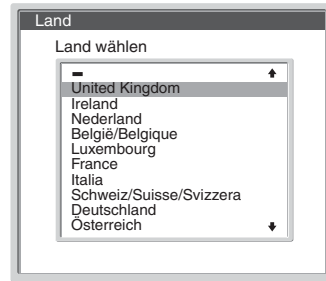 Land
Land wählen
–
United Kingdom
Ireland
Nederland
België/Belgique
Luxembourg
France
Italia
Schweiz/Suisse/Svizzera
Deutschland
Österreich